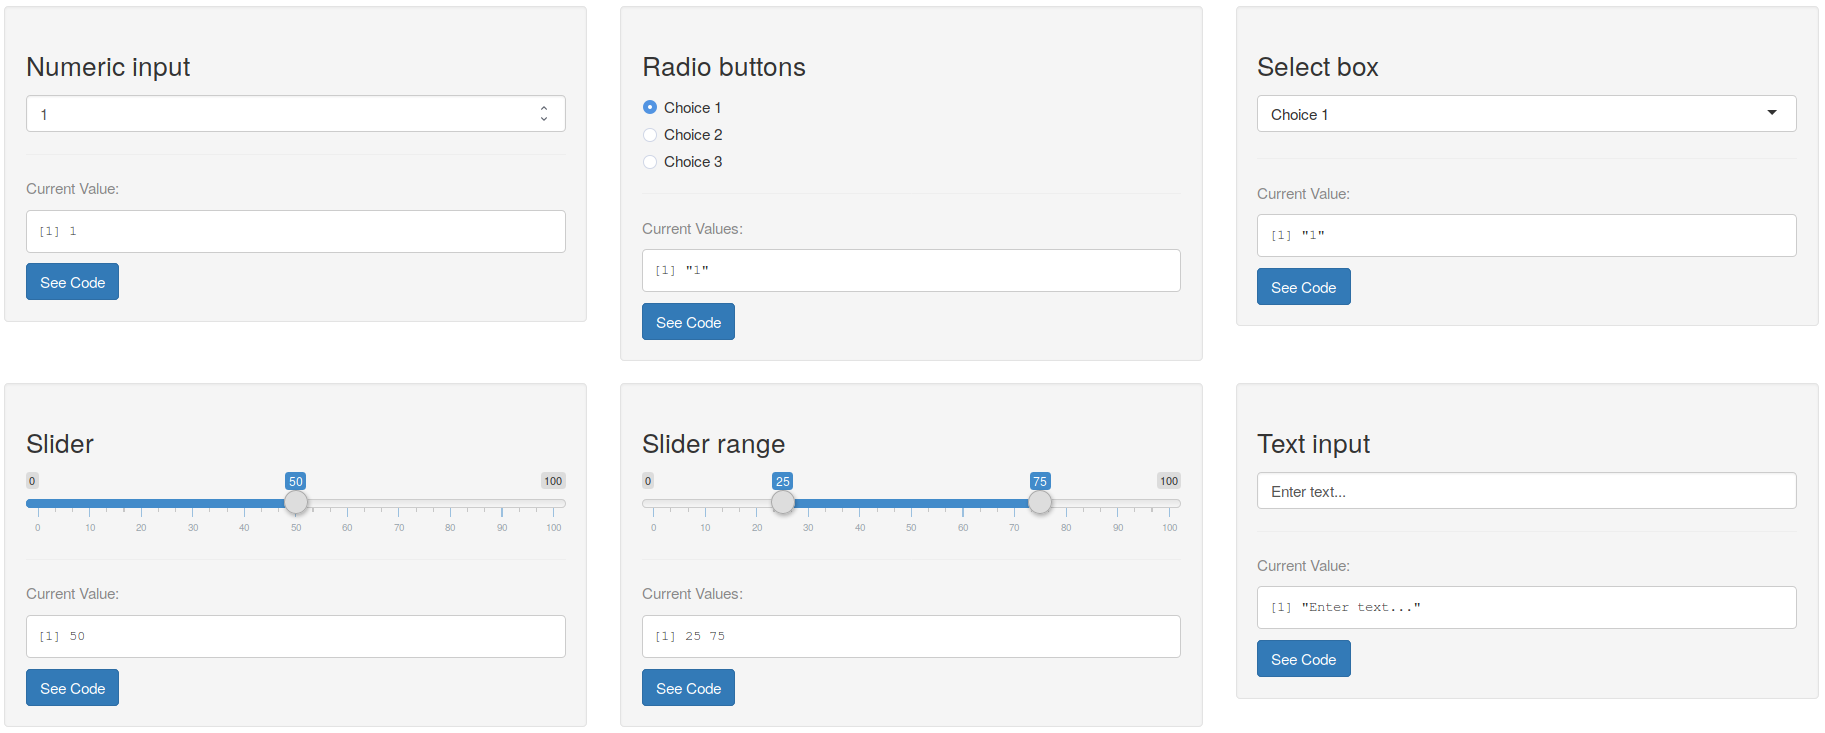 Numeric input
1
Current Value:
[1] 1
See Code
Radio buttons
Choice 1
Choice 2
Choice 3
Current Values:
[1] "1"
See Code
Select box
Choice 1
Current Value:
[1] "1"
See Code
Slider
0 50 100
0 10 20 30 40 50 60 70 80 90 100
Current Value:
[1] 50
See Code
Slider range
0 25 75 100
0 10 20 30 40 50 60 70 80 90 100
Current Values:
[1] 25 75
See Code
Text input
Enter text...
Current Value:
[1] "Enter text..."
See Code